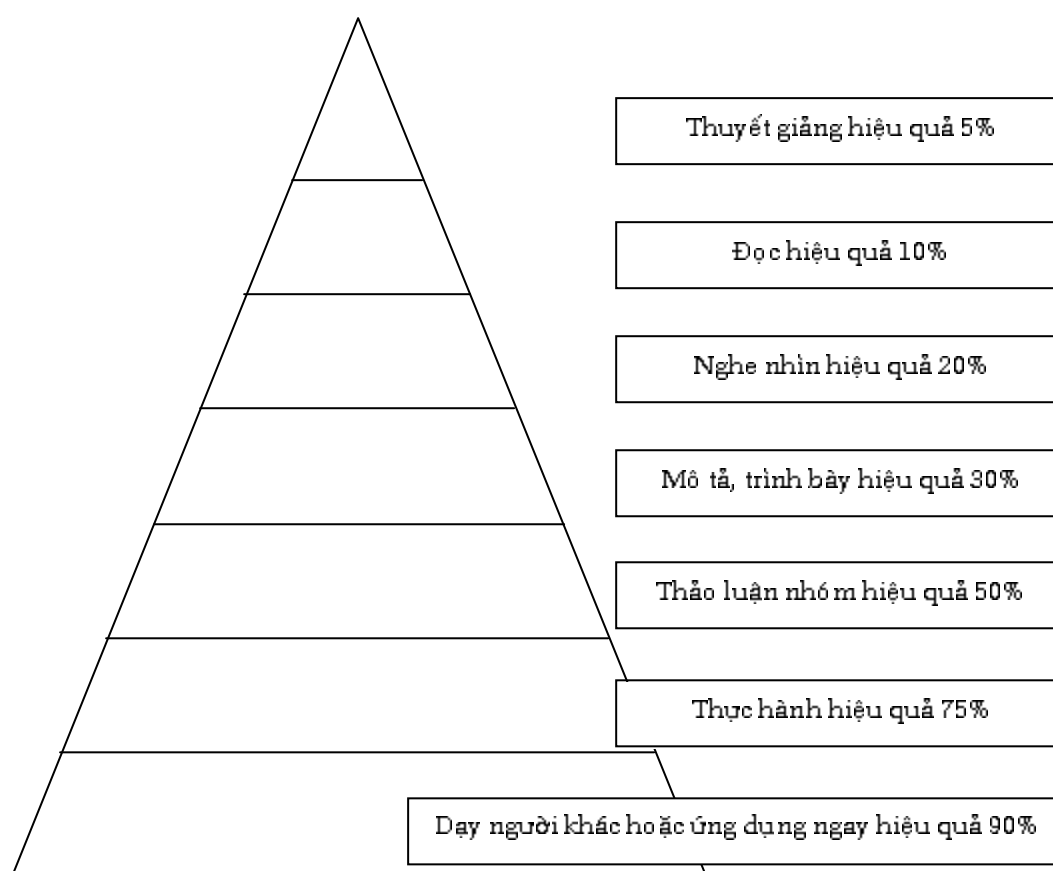 Thuyết giảng hiệu quả 5%
Đọc hiệu quả 10%
Nghe nhìn hiệu quả 20%
Mô tả, trình bày hiệu quả 30%
Thảo luận nhóm hiệu quả 50%
Thực hành hiệu quả 75%
Dạy người khác hoặc ứng dụng ngay hiệu quả 90%